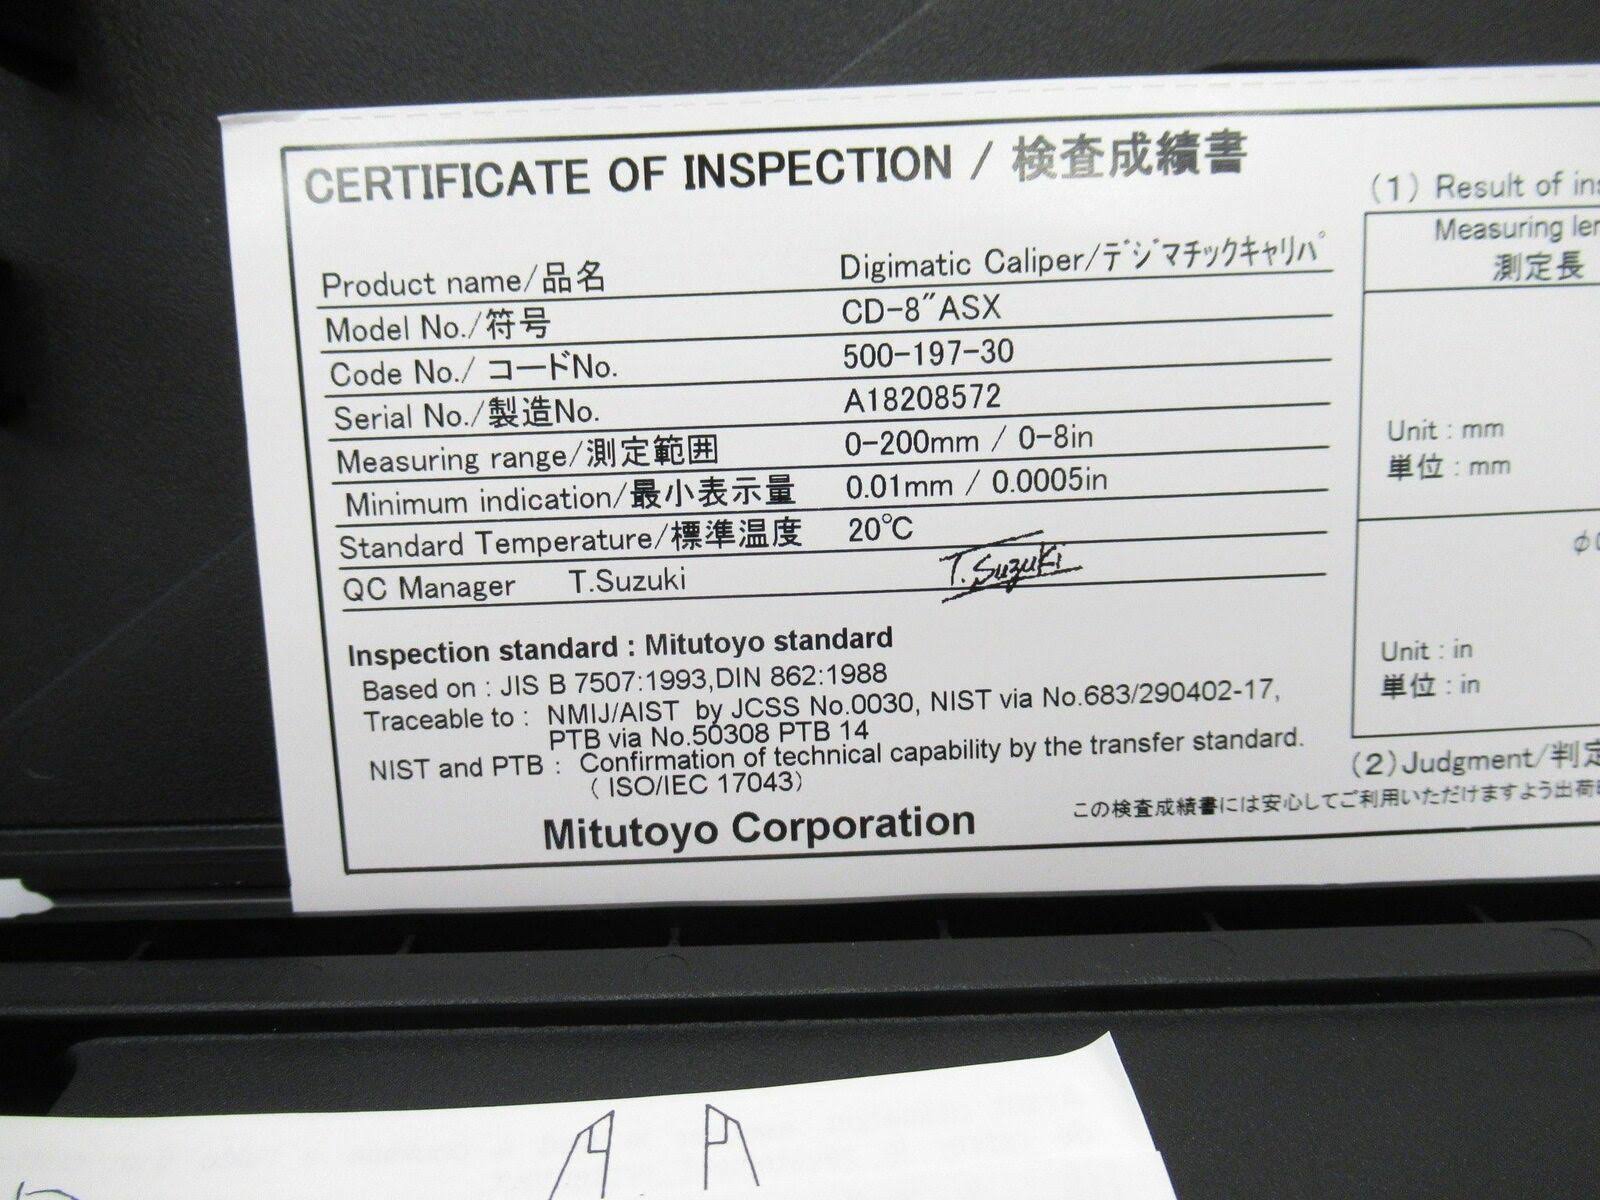 CERTIFICATE OF INSPECTION / 検査成績書
Product name/品名 Digimatic Caliper/デジマチックキャリパ
Model No./符号 CD-8"ASX
Code No./ コードNo. 500-197-30
Serial No./製造No. A18208572
Measuring range/測定範囲 0-200mm / 0-8in
Minimum indication/最小表示量 0.01mm / 0.0005in
Standard Temperature/標準温度 20℃
QC Manager T.Suzuki T.Suzuki
Inspection standard : Mitutoyo standard
Based on : JIS B 7507:1993,DIN 862:1988
Traceable to : NMIJ/AIST by JCSS No.0030, NIST via No.683/290402-17,
PTB via No.50308 PTB 14
NIST and PTB : Confirmation of technical capability by the transfer standard.
( ISO/IEC 17043)
Mitutoyo Corporation
(1) Result of
Measuring
測定長
Unit : mm
単位 : mm
φ
Unit : in
単位 : in
(2)Judgment/判定
この検査成績書には安心してご利用いただけますよう出荷